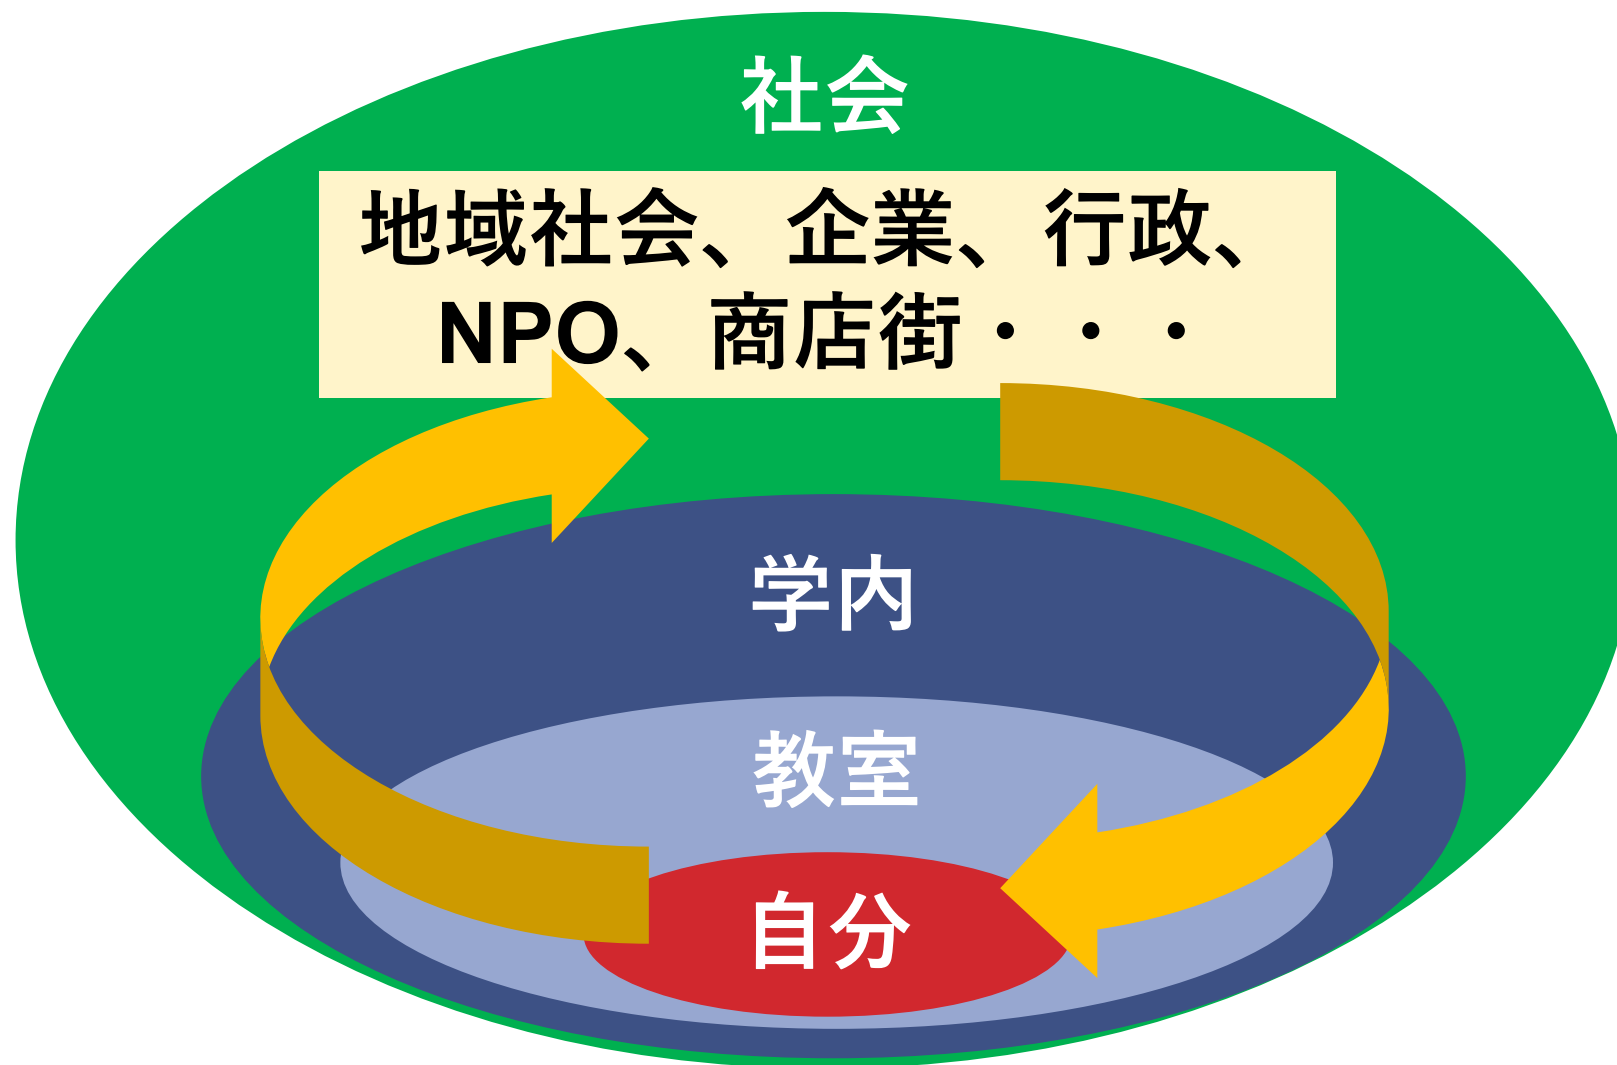 社会
地域社会、企業、行政、
NPO、商店街・・・
学内
教室
自分